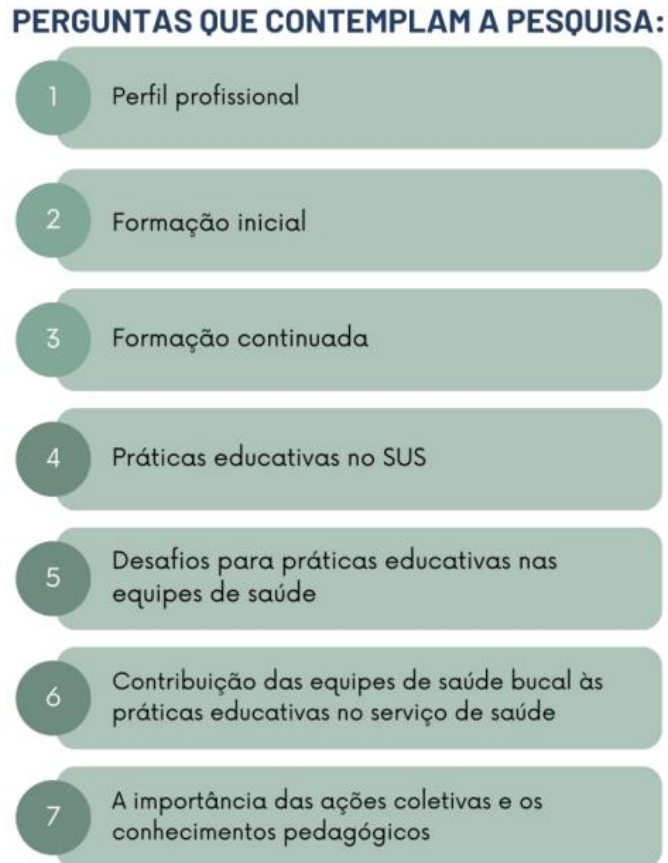 PERGUNTAS QUE CONTEMPLAM A PESQUISA:
1 Perfil profissional
2 Formação inicial
3 Formação continuada
4 Práticas educativas no SUS
5 Desafios para práticas educativas nas
equipes de saúde
6 Contribuição das equipes de saúde bucal às
práticas educativas no serviço de saúde
7 A importância das ações coletivas e os
conhecimentos pedagógicos